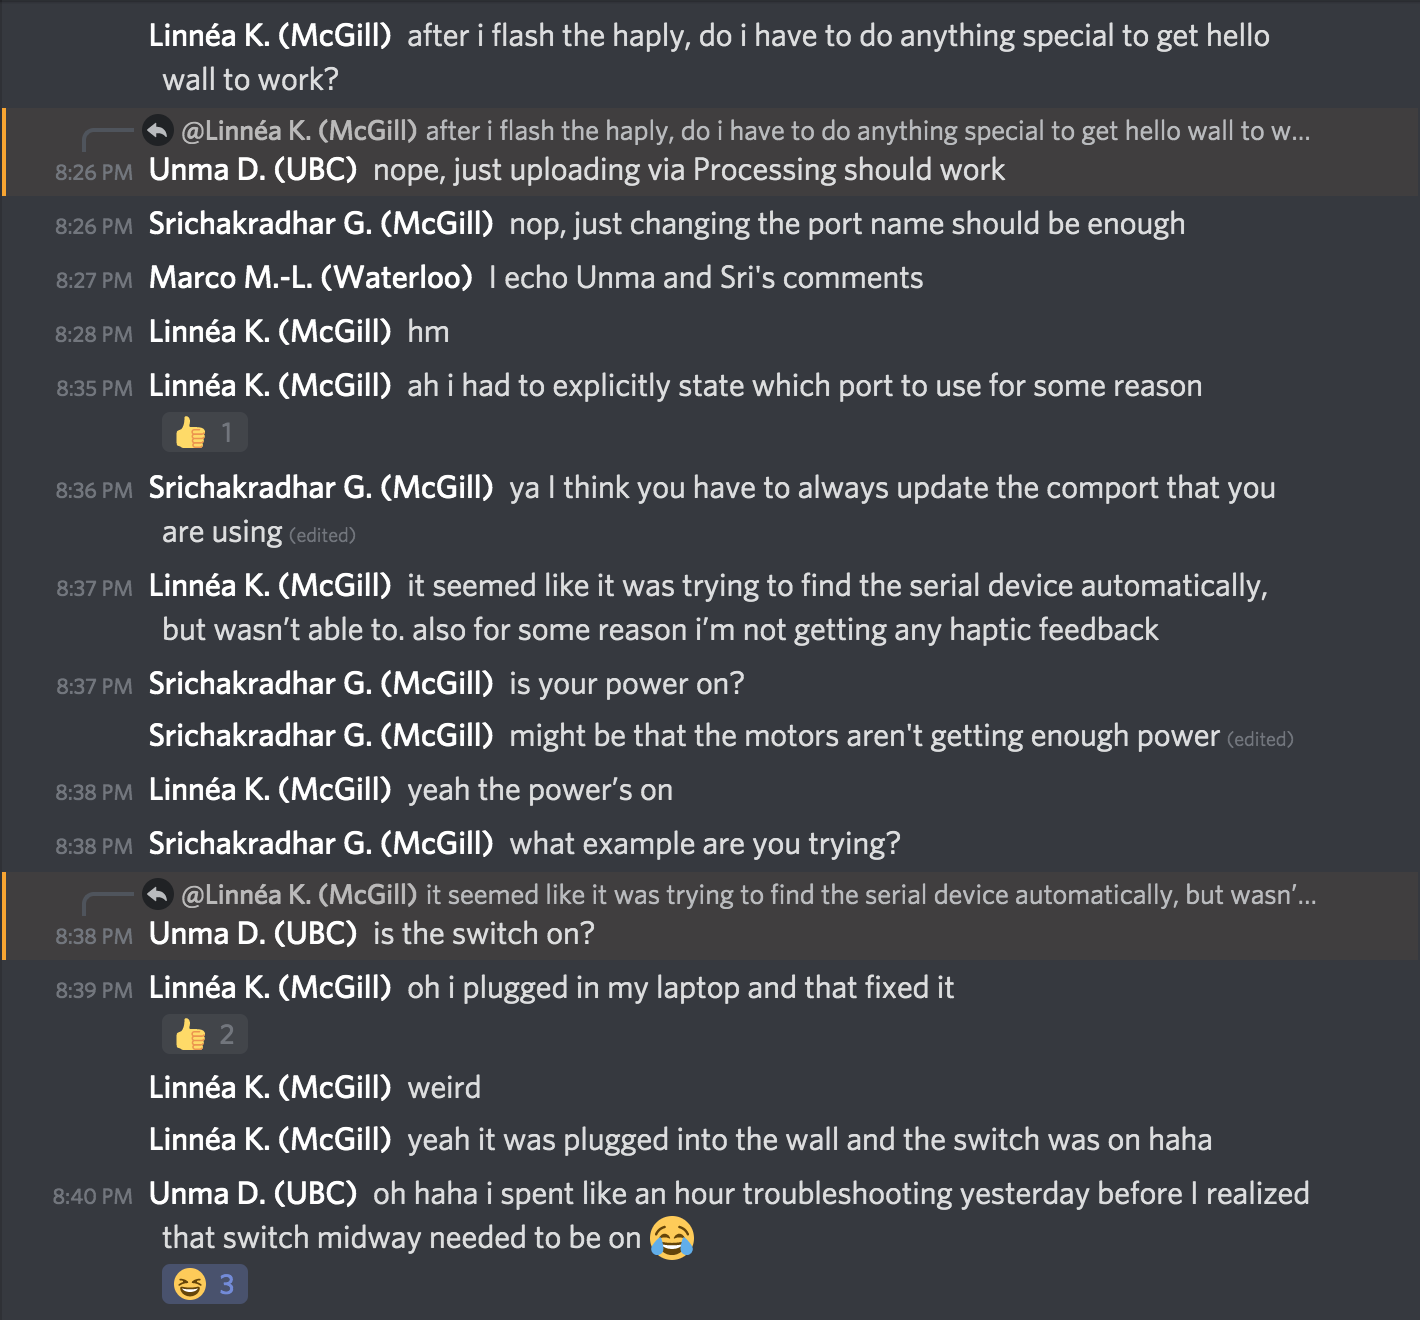 Linnéa K. (McGill) after i flash the haply, do i have to do anything special to get hello
wall to work?
@Linnéa K. (McGill) after i flash the haply, do i have to do anything special to get hello wall to w...
8:26 PM Unma D. (UBC) nope, just uploading via Processing should work
8:26 PM Srichakradhar G. (McGill) nop, just changing the port name should be enough
8:27 PM Marco M.-L. (Waterloo) I echo Unma and Sri's comments
8:28 PM Linnéa K. (McGill) hm
8:35 PM Linnéa K. (McGill) ah i had to explicitly state which port to use for some reason
👍 1
8:36 PM Srichakradhar G. (McGill) ya I think you have to always update the comport that you
are using (edited)
8:37 PM Linnéa K. (McGill) it seemed like it was trying to find the serial device automatically,
but wasn’t able to. also for some reason i’m not getting any haptic feedback
8:37 PM Srichakradhar G. (McGill) is your power on?
Srichakradhar G. (McGill) might be that the motors aren't getting enough power (edited)
8:38 PM Linnéa K. (McGill) yeah the power’s on
8:38 PM Srichakradhar G. (McGill) what example are you trying?
@Linnéa K. (McGill) it seemed like it was trying to find the serial device automatically, but wasn’...
8:38 PM Unma D. (UBC) is the switch on?
8:39 PM Linnéa K. (McGill) oh i plugged in my laptop and that fixed it
👍 2
Linnéa K. (McGill) weird
Linnéa K. (McGill) yeah it was plugged into the wall and the switch was on haha
8:40 PM Unma D. (UBC) oh haha i spent like an hour troubleshooting yesterday before I realized
that switch midway needed to be on 😂
😆 3